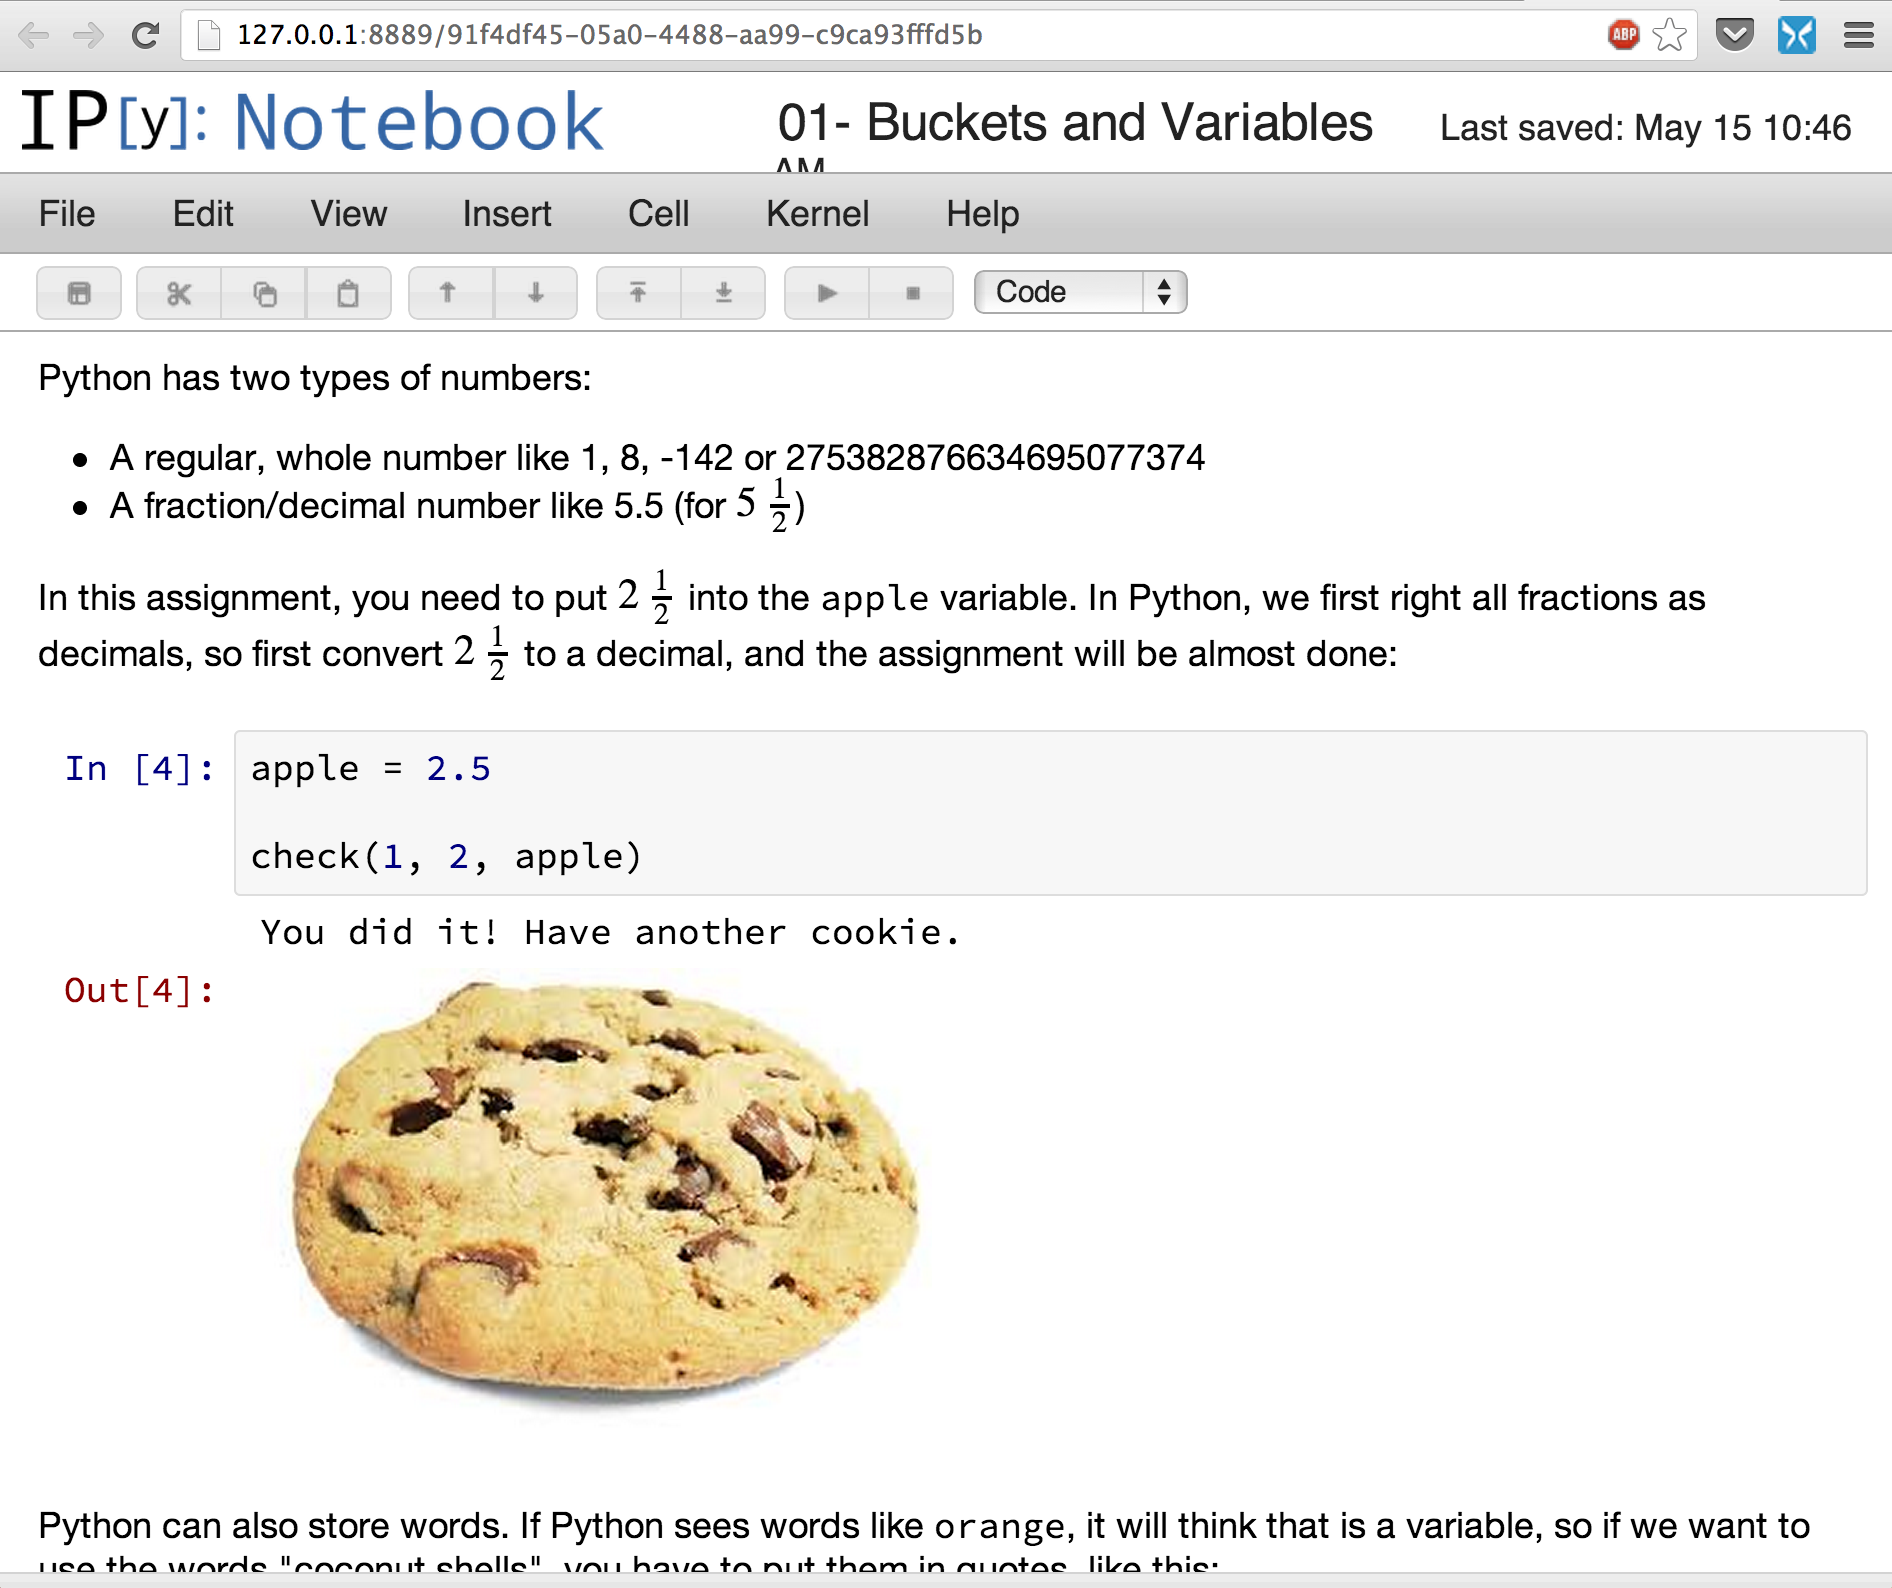 127.0.0.1:8889/91f4df45-05a0-4488-aa99-c9ca93fffd5b
ABP
IP[y]: Notebook
01- Buckets and Variables Last saved: May 15 10:46
AM
File Edit View Insert Cell Kernel Help
Code
Python has two types of numbers:
• A regular, whole number like 1, 8, -142 or 275382876634695077374
• A fraction/decimal number like 5.5 (for 5 1/2)
In this assignment, you need to put 2 1/2 into the apple variable. In Python, we first right all fractions as
decimals, so first convert 2 1/2 to a decimal, and the assignment will be almost done:
In [4]: apple = 2.5
check(1, 2, apple)
You did it! Have another cookie.
Out[4]:
Python can also store words. If Python sees words like orange, it will think that is a variable, so if we want to
use the words "coconut shells", you have to put them in quotes, like this: